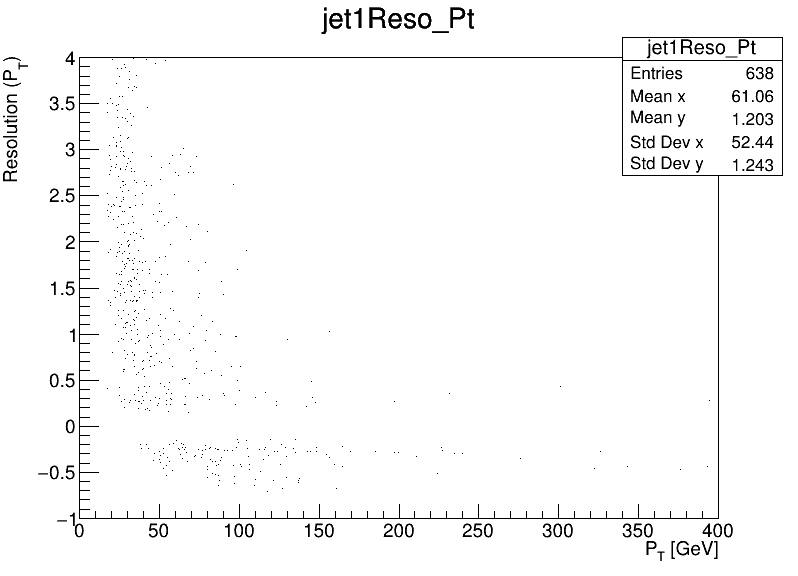 jet1Reso_Pt
jet1Reso_Pt
Entries 638
Mean x 61.06
Mean y 1.203
Std Dev x 52.44
Std Dev y 1.243
Resolution (P_T)
4
3.5
3
2.5
2
1.5
1
0.5
0
−0.5
−1
0 50 100 150 200 250 300 350 400
P_T [GeV]